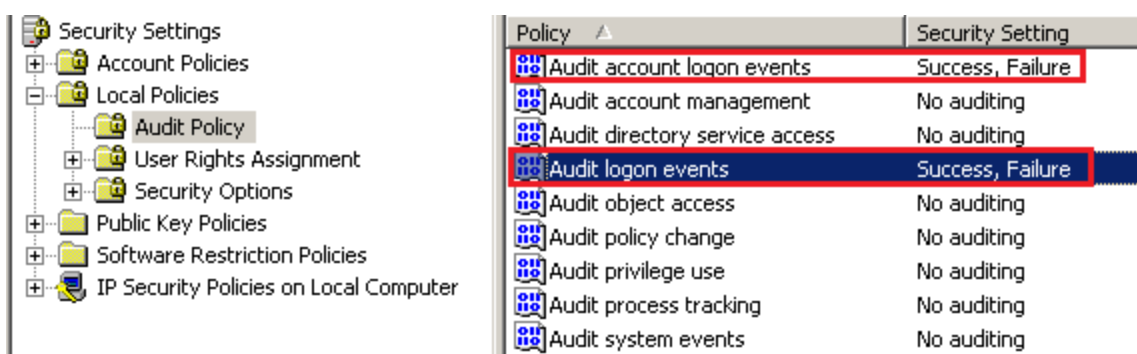 Security Settings
Account Policies
Local Policies
Audit Policy
User Rights Assignment
Security Options
Public Key Policies
Software Restriction Policies
IP Security Policies on Local Computer
Policy Security Setting
Audit account logon events Success, Failure
Audit account management No auditing
Audit directory service access No auditing
Audit logon events Success, Failure
Audit object access No auditing
Audit policy change No auditing
Audit privilege use No auditing
Audit process tracking No auditing
Audit system events No auditing